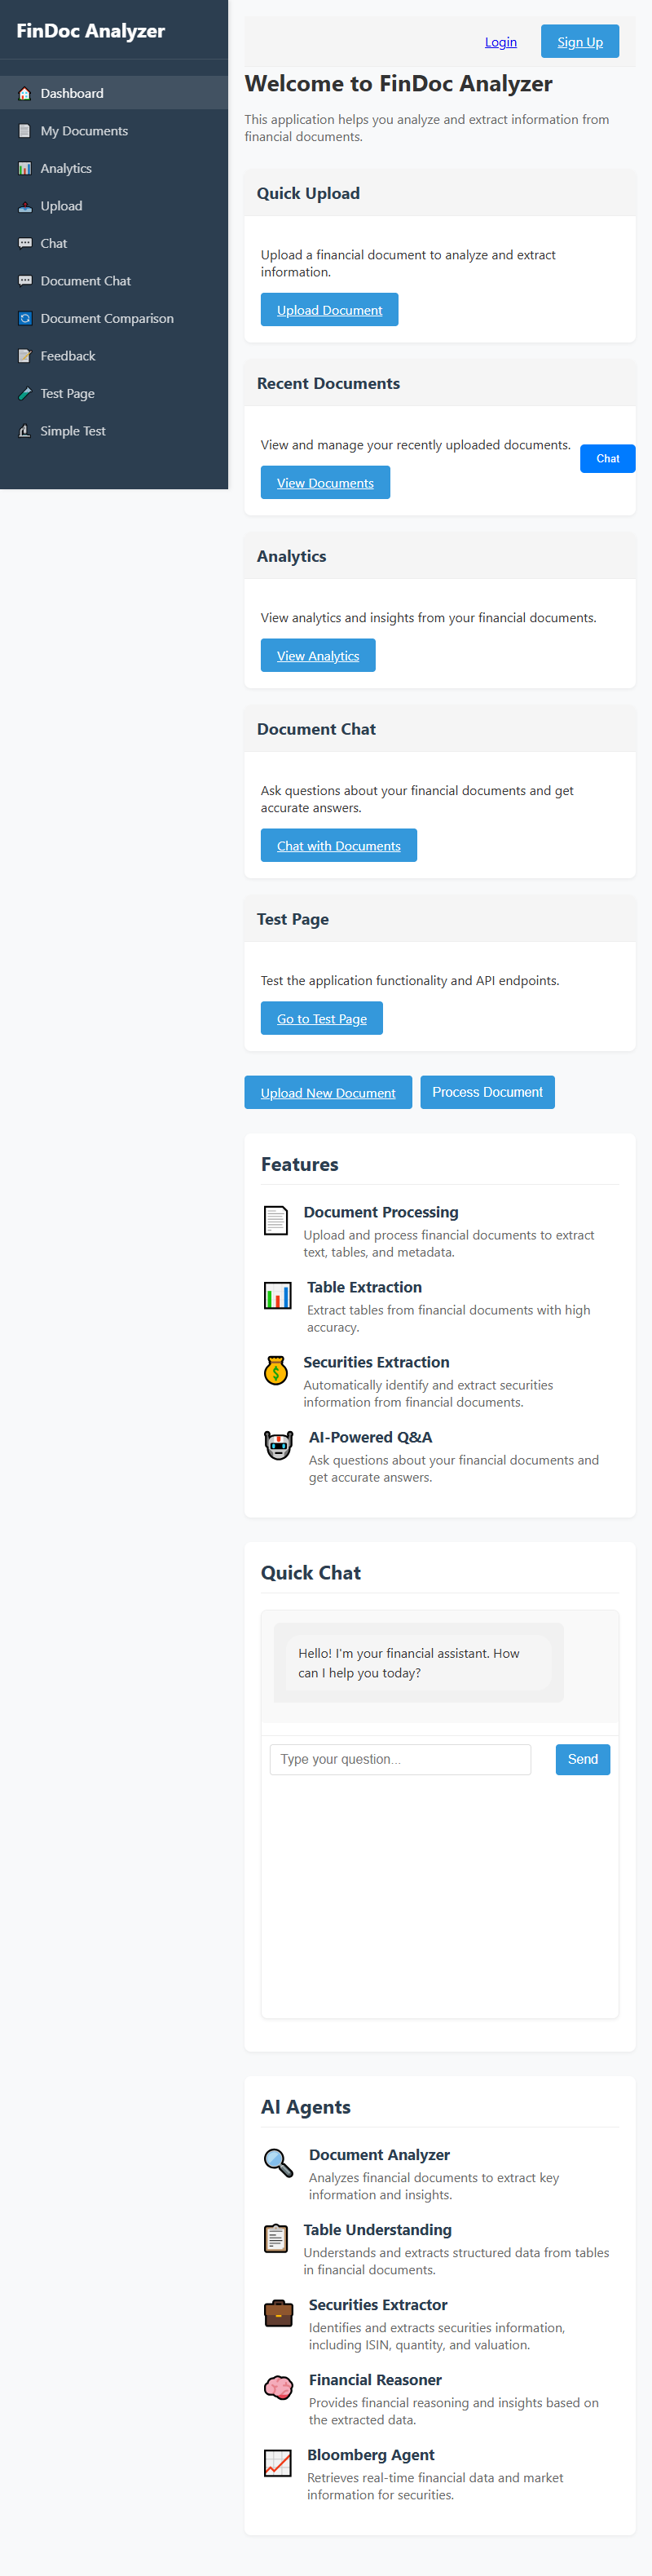 FinDoc Analyzer
Dashboard
My Documents
Analytics
Upload
Chat
Document Chat
Document Comparison
Feedback
Test Page
Simple Test
Login
Sign Up
Welcome to FinDoc Analyzer
This application helps you analyze and extract information from
financial documents.
Quick Upload
Upload a financial document to analyze and extract
information.
Upload Document
Recent Documents
View and manage your recently uploaded documents.
Chat
View Documents
Analytics
View analytics and insights from your financial documents.
View Analytics
Document Chat
Ask questions about your financial documents and get
accurate answers.
Chat with Documents
Test Page
Test the application functionality and API endpoints.
Go to Test Page
Upload New Document
Process Document
Features
Document Processing
Upload and process financial documents to extract
text, tables, and metadata.
Table Extraction
Extract tables from financial documents with high
accuracy.
Securities Extraction
Automatically identify and extract securities
information from financial documents.
AI-Powered Q&A
Ask questions about your financial documents and
get accurate answers.
Quick Chat
Hello! I'm your financial assistant. How
can I help you today?
Type your question...
Send
AI Agents
Document Analyzer
Analyzes financial documents to extract key
information and insights.
Table Understanding
Understands and extracts structured data from tables
in financial documents.
Securities Extractor
Identifies and extracts securities information,
including ISIN, quantity, and valuation.
Financial Reasoner
Provides financial reasoning and insights based on
the extracted data.
Bloomberg Agent
Retrieves real-time financial data and market
information for securities.